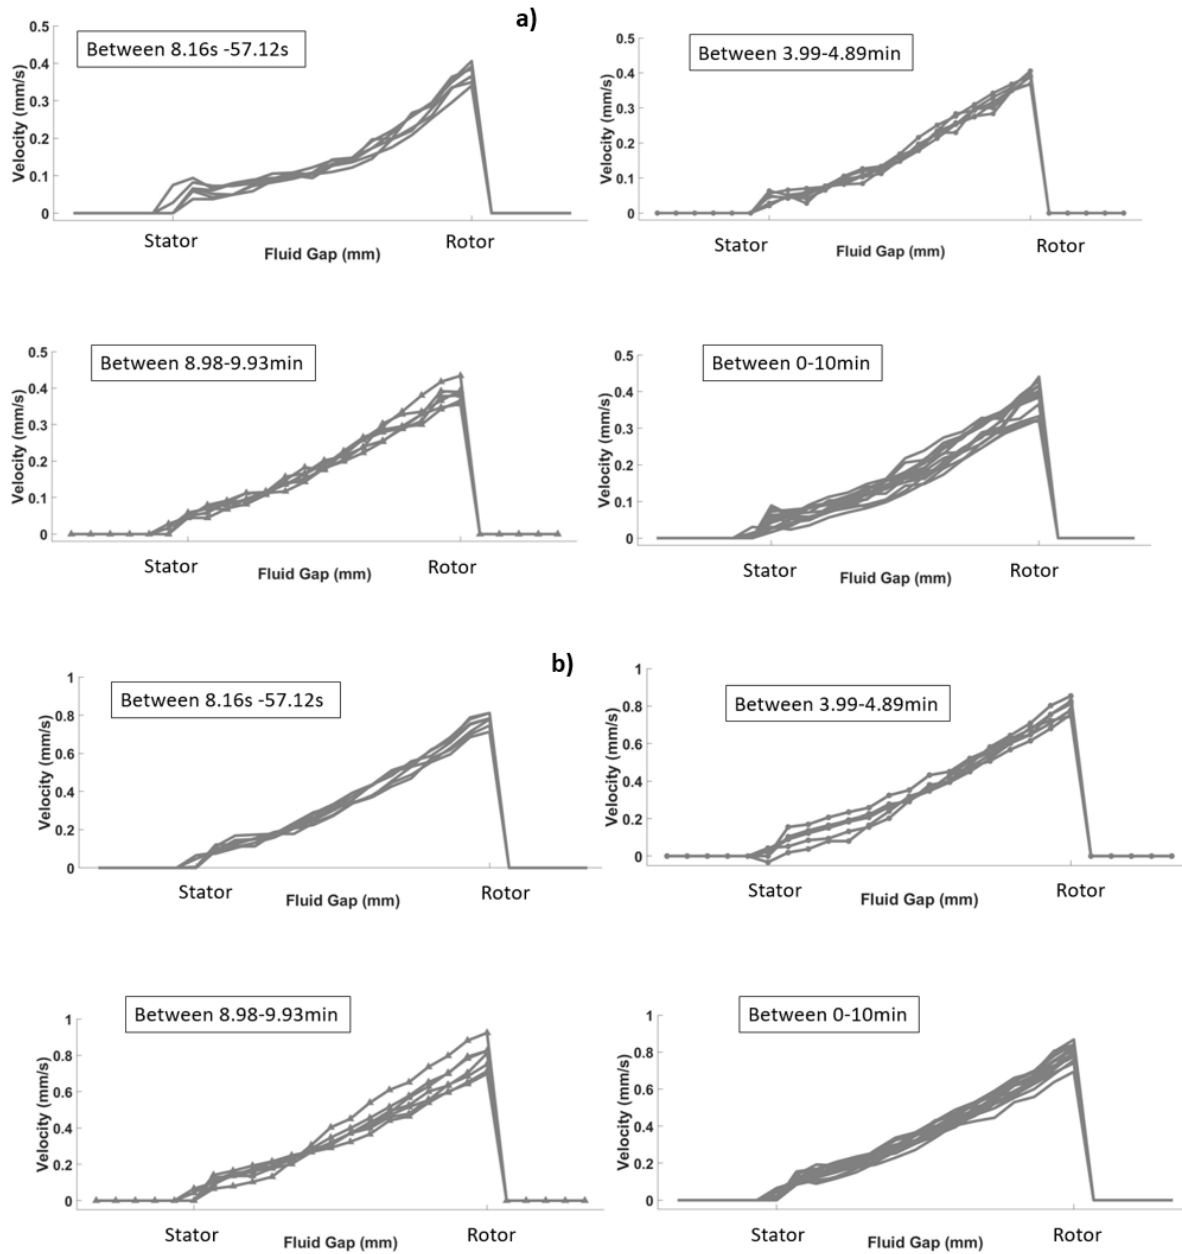 a)
Between 8.16s -57.12s
0.5
0.4
0.3
0.2
0.1
0
Velocity (mm/s)
Stator
Rotor
Fluid Gap (mm)
Between 3.99-4.89min
0.5
0.4
0.3
0.2
0.1
0
Velocity (mm/s)
Stator
Rotor
Fluid Gap (mm)
Between 8.98-9.93min
0.5
0.4
0.3
0.2
0.1
0
Velocity (mm/s)
Stator
Rotor
Fluid Gap (mm)
Between 0-10min
0.5
0.4
0.3
0.2
0.1
0
Velocity (mm/s)
Stator
Rotor
Fluid Gap (mm)
b)
Between 8.16s -57.12s
1
0.8
0.6
0.4
0.2
0
Velocity (mm/s)
Stator
Rotor
Fluid Gap (mm)
Between 3.99-4.89min
1
0.8
0.6
0.4
0.2
0
Velocity (mm/s)
Stator
Rotor
Fluid Gap (mm)
Between 8.98-9.93min
1
0.8
0.6
0.4
0.2
0
Velocity (mm/s)
Stator
Rotor
Fluid Gap (mm)
Between 0-10min
1
0.8
0.6
0.4
0.2
0
Velocity (mm/s)
Stator
Rotor
Fluid Gap (mm)